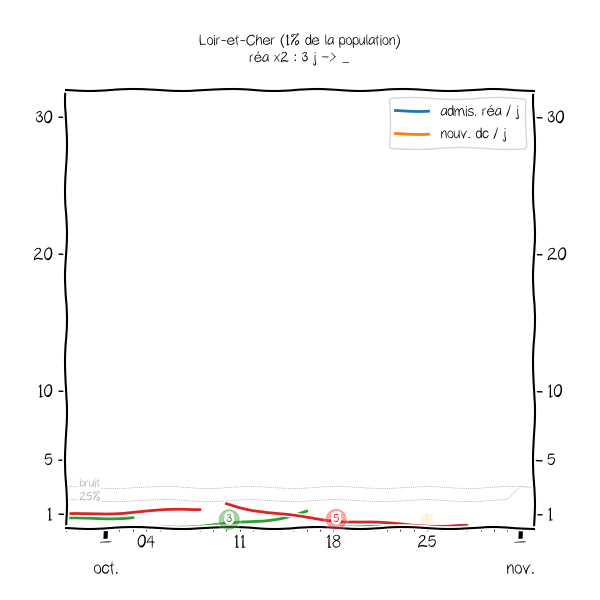 Loir-et-Cher (1% de la population)
réa x2 : 3 j -> _
admis. réa / j
nouv. dc / j
30
30
20
20
10
10
5
5
bruit
25%
1
1
3
5
04
11
18
25
oct.
nov.